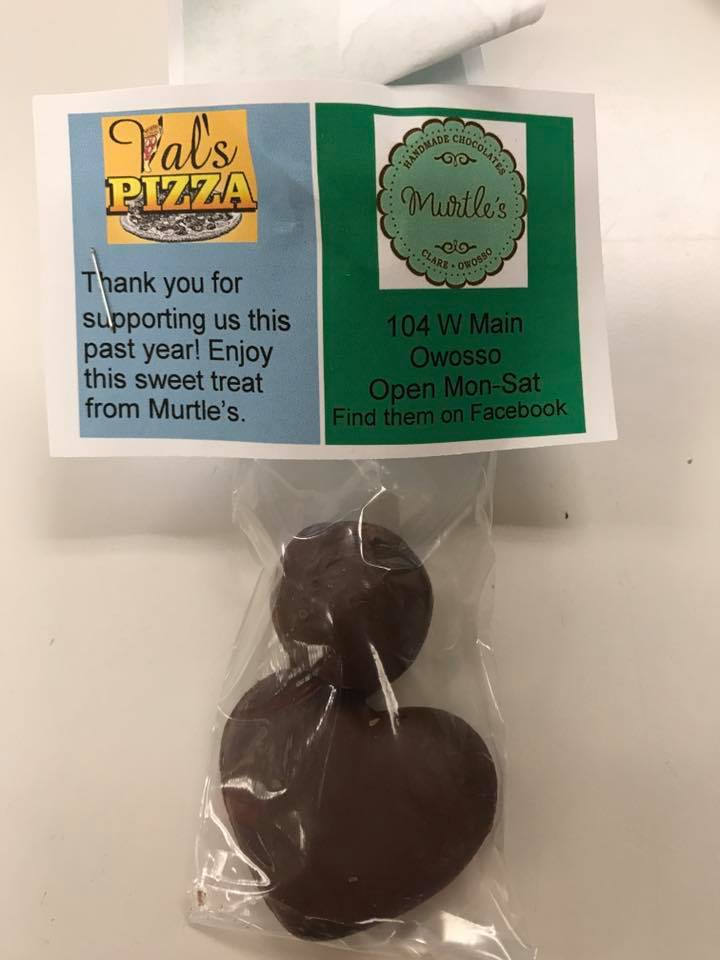 Val's
PIZZA
Thank you for
supporting us this
past year! Enjoy
this sweet treat
from Murtle's.
HANDMADE CHOCOLATES
Murtle's
CLARE • OWOSSO
104 W Main
Owosso
Open Mon-Sat
Find them on Facebook